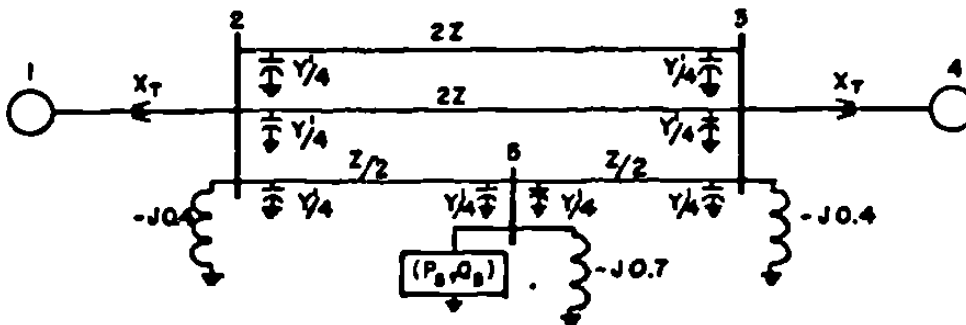 2 2Z 3
1 4
X_T Y'/4 Y'/4 X_T
2Z
Y'/4 Y'/4
Z/2 5 Z/2
-J0.4 Y'/4 Y'/4 Y'/4 Y'/4 -J0.4
(P_5,Q_5) -J0.7